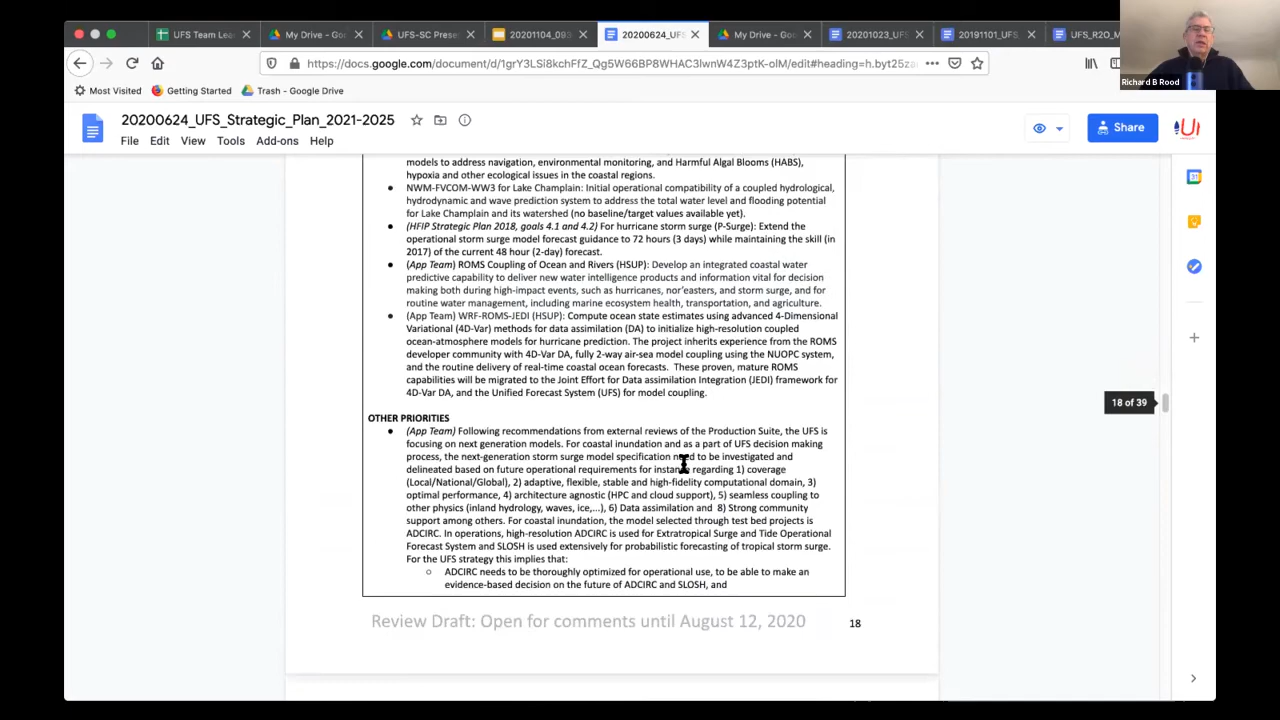 UFS Team Lea
My Drive - Goo
UFS-SC Prese
20201104_093
20200624_UFS
My Drive - Goo
20201023_UFS
20191101_UFS
UFS_R2O_M
https://docs.google.com/document/d/1grY3LSi8kchFfZ_Qg5W66BP8WHAC3lwnW4Z3ptK-olM/edit#heading=h.byt25za
Richard B Rood
Most Visited
Getting Started
Trash - Google Drive
20200624_UFS_Strategic_Plan_2021-2025
Share
File Edit View Tools Add-ons Help
models to address navigation, environmental monitoring, and Harmful Algal Blooms (HABS),
hypoxia and other ecological issues in the coastal regions.
● NWM-FVCOM-WW3 for Lake Champlain: Initial operational compatibility of a coupled hydrological,
hydrodynamic and wave prediction system to address the total water level and flooding potential
for Lake Champlain and its watershed (no baseline/target values available yet).
● (HFIP Strategic Plan 2018, goals 4.1 and 4.2) For hurricane storm surge (P-Surge): Extend the
operational storm surge model forecast guidance to 72 hours (3 days) while maintaining the skill (in
2017) of the current 48 hour (2-day) forecast.
● (App Team) ROMS Coupling of Ocean and Rivers (HSUP): Develop an integrated coastal water
predictive capability to deliver new water intelligence products and information vital for decision
making both during high-impact events, such as hurricanes, nor'easters, and storm surge, and for
routine water management, including marine ecosystem health, transportation, and agriculture.
● (App Team) WRF-ROMS-JEDI (HSUP): Compute ocean state estimates using advanced 4-Dimensional
Variational (4D-Var) methods for data assimilation (DA) to initialize high-resolution coupled
ocean-atmosphere models for hurricane prediction. The project inherits experience from the ROMS
developer community with 4D-Var DA, fully 2-way air-sea model coupling using the NUOPC system,
and the routine delivery of real-time coastal ocean forecasts. These proven, mature ROMS
capabilities will be migrated to the Joint Effort for Data assimilation Integration (JEDI) framework for
4D-Var DA, and the Unified Forecast System (UFS) for model coupling.
18 of 39
OTHER PRIORITIES
● (App Team) Following recommendations from external reviews of the Production Suite, the UFS is
focusing on next generation models. For coastal inundation and as a part of UFS decision making
process, the next-generation storm surge model specification need to be investigated and
delineated based on future operational requirements for instance regarding 1) coverage
(Local/National/Global), 2) adaptive, flexible, stable and high-fidelity computational domain, 3)
optimal performance, 4) architecture agnostic (HPC and cloud support), 5) seamless coupling to
other physics (inland hydrology, waves, ice,...), 6) Data assimilation and 8) Strong community
support among others. For coastal inundation, the model selected through test bed projects is
ADCIRC. In operations, high-resolution ADCIRC is used for Extratropical Surge and Tide Operational
Forecast System and SLOSH is used extensively for probabilistic forecasting of tropical storm surge.
For the UFS strategy this implies that:
○ ADCIRC needs to be thoroughly optimized for operational use, to be able to make an
evidence-based decision on the future of ADCIRC and SLOSH, and
Review Draft: Open for comments until August 12, 2020
18